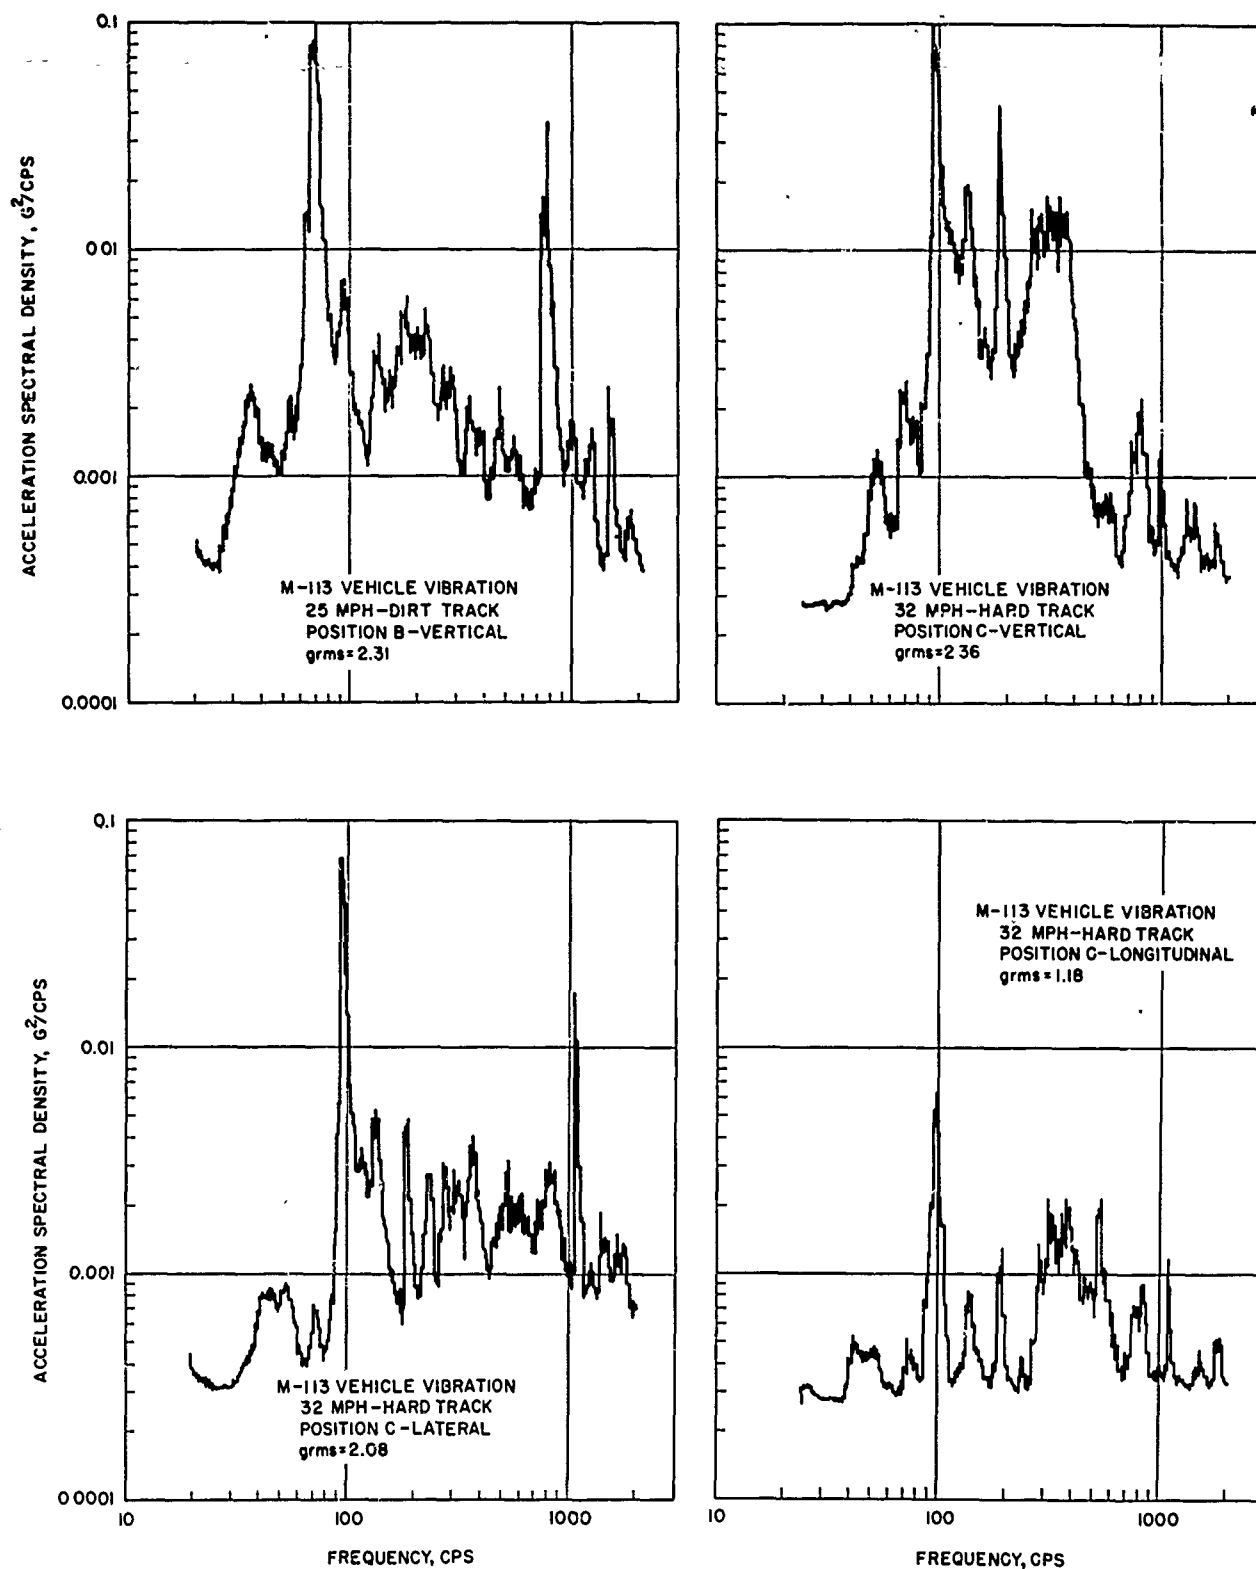 0.1
0.01
0.001
0.0001
ACCELERATION SPECTRAL DENSITY, G²/CPS
M-113 VEHICLE VIBRATION
25 MPH-DIRT TRACK
POSITION B-VERTICAL
grms=2.31
M-113 VEHICLE VIBRATION
32 MPH-HARD TRACK
POSITION C-VERTICAL
grms=2 36
0.1
0.01
0.001
0 0001
ACCELERATION SPECTRAL DENSITY, G²/CPS
M-113 VEHICLE VIBRATION
32 MPH-HARD TRACK
POSITION C-LATERAL
grms=2.08
10 100 1000
FREQUENCY, CPS
M-113 VEHICLE VIBRATION
32 MPH-HARD TRACK
POSITION C-LONGITUDINAL
grms=1.18
10 100 1000
FREQUENCY, CPS